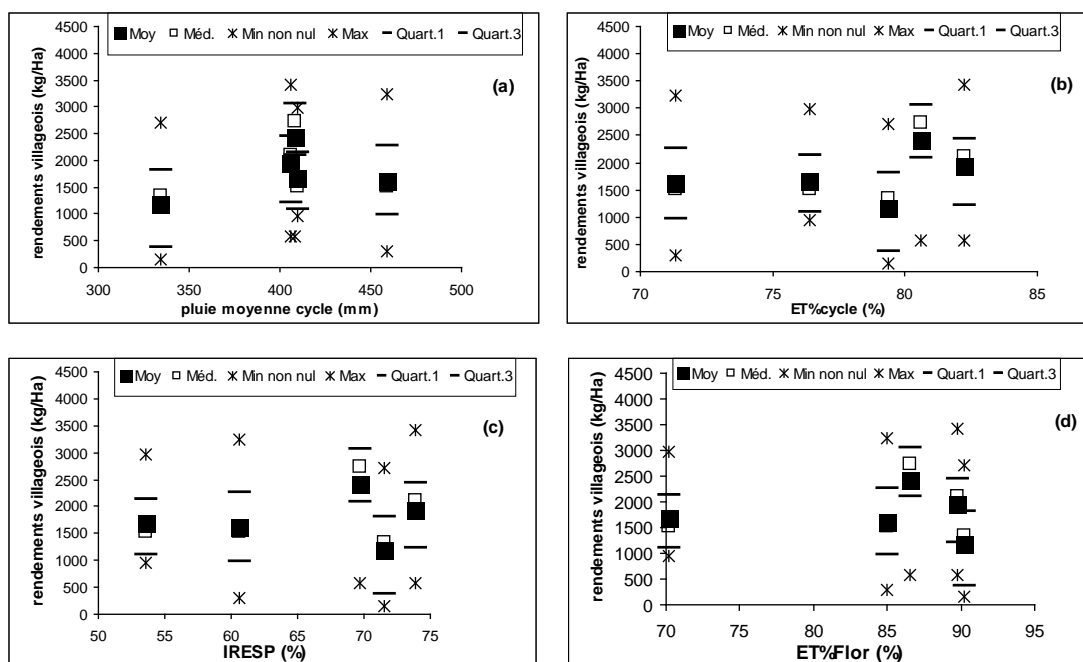 Moy Méd. Min non nul Max Quart.1 Quart.3
(a)
rendements villageois (kg/Ha)
4500
4000
3500
3000
2500
2000
1500
1000
500
0
300 350 400 450 500
pluie moyenne cycle (mm)
Moy Méd. Min non nul Max Quart.1 Quart.3
(b)
rendements villageois (kg/Ha)
4500
4000
3500
3000
2500
2000
1500
1000
500
0
70 75 80 85
ET%cycle (%)
Moy Méd. Min non nul Max Quart.1 Quart.3
(c)
rendements villageois (kg/Ha)
4500
4000
3500
3000
2500
2000
1500
1000
500
0
50 55 60 65 70 75
IRESP (%)
Moy Méd. Min non nul Max Quart.1 Quart.3
(d)
rendements villageois (kg/Ha)
4500
4000
3500
3000
2500
2000
1500
1000
500
0
70 75 80 85 90 95
ET%Flor (%)